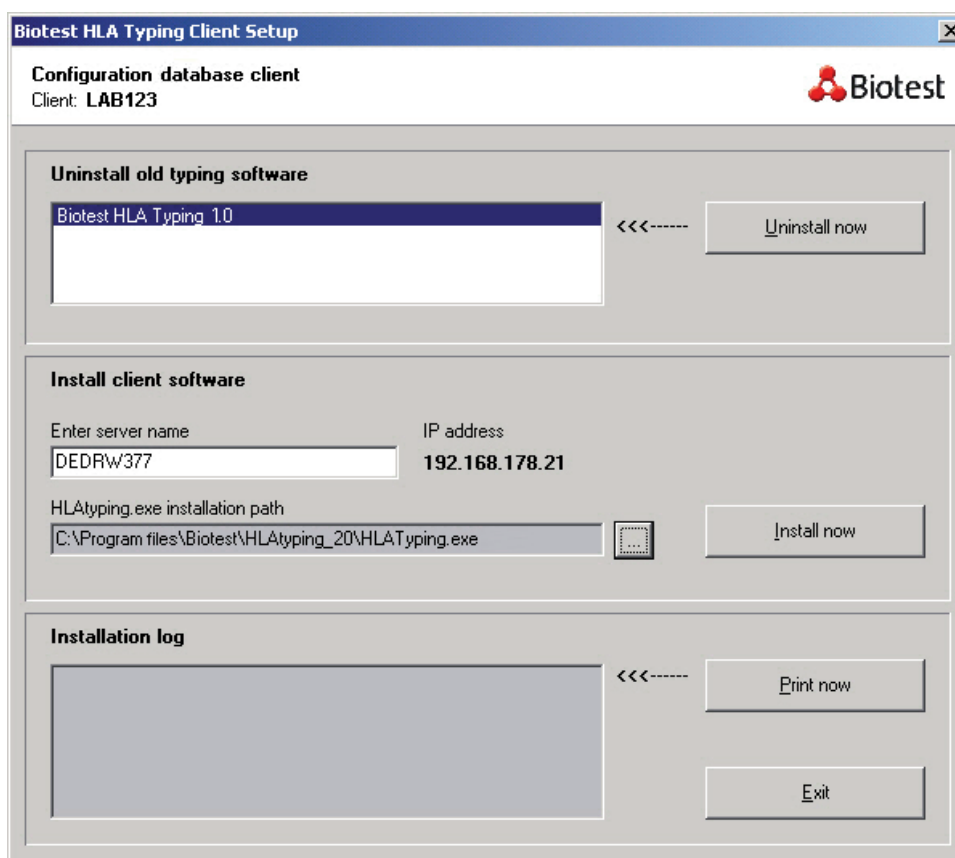 Biotest HLA Typing Client Setup
Configuration database client
Client: LAB123
Biotest
Uninstall old typing software
Biotest HLA Typing 1.0
<<<------
Uninstall now
Install client software
Enter server name
IP address
DEDRW377
192.168.178.21
HLAtyping.exe installation path
C:\Program files\Biotest\HLAtyping_20\HLATyping.exe
...
Install now
Installation log
<<<------
Print now
Exit